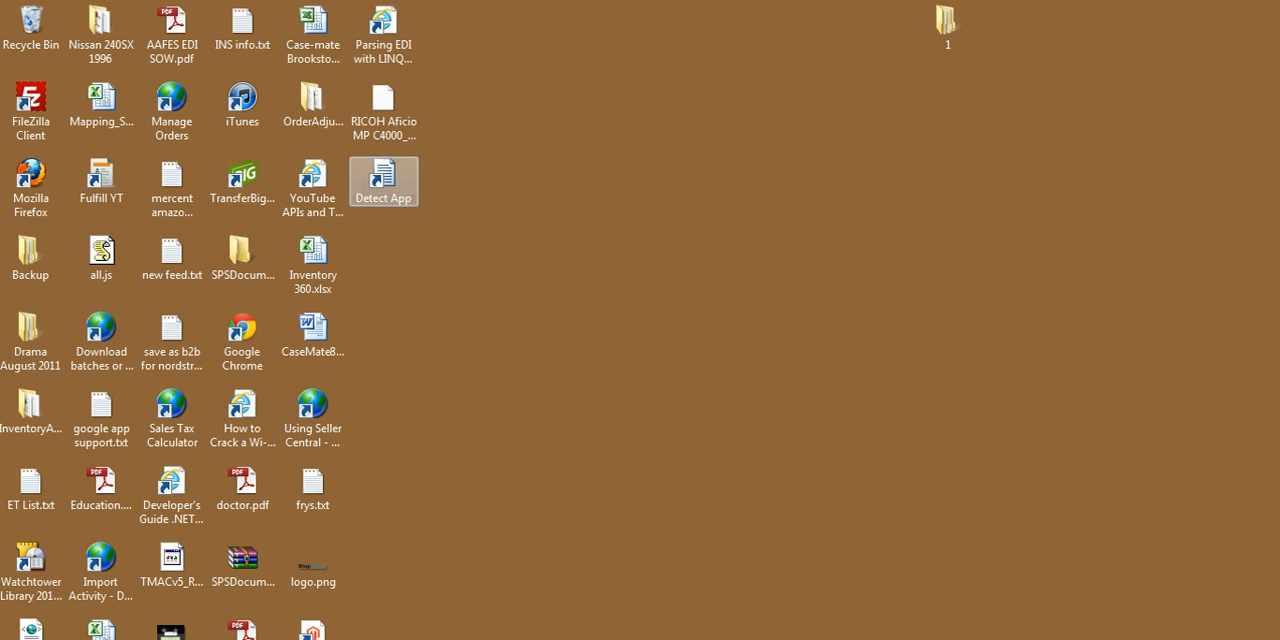 Recycle Bin
Nissan 240SX
1996
AAFES EDI
SOW.pdf
INS info.txt
Case-mate
Brooksto...
Parsing EDI
with LINQ...
1
FileZilla
Client
Mapping_S...
Manage
Orders
iTunes
OrderAdju...
RICOH Aficio
MP C4000_...
Mozilla
Firefox
Fulfill YT
mercent
amazo...
TransferBig...
YouTube
APIs and T...
Detect App
Backup
all.js
new feed.txt
SPSDocum...
Inventory
360.xlsx
Drama
August 2011
Download
batches or ...
save as b2b
for nordstr...
Google
Chrome
CaseMate8...
InventoryA...
google app
support.txt
Sales Tax
Calculator
How to
Crack a Wi-...
Using Seller
Central - ...
ET List.txt
Education....
Developer's
Guide .NET...
doctor.pdf
frys.txt
Watchtower
Library 201...
Import
Activity - D...
TMACv5_R...
SPSDocum...
logo.png